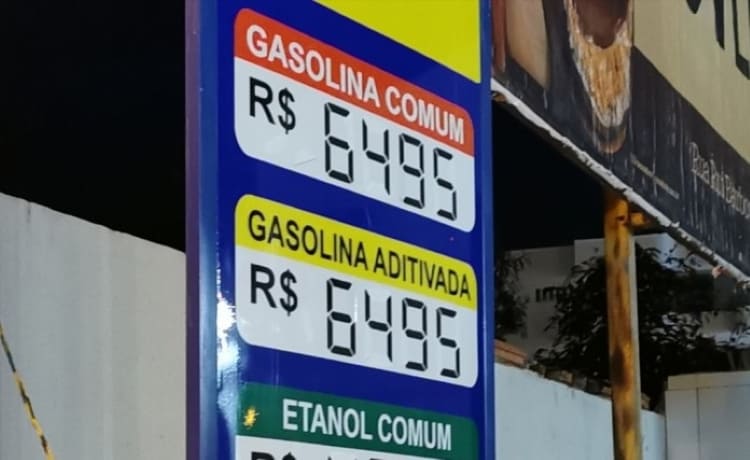 GASOLINA COMUM
R$ 6495
GASOLINA ADITIVADA
R$ 6495
ETANOL COMUM
R$